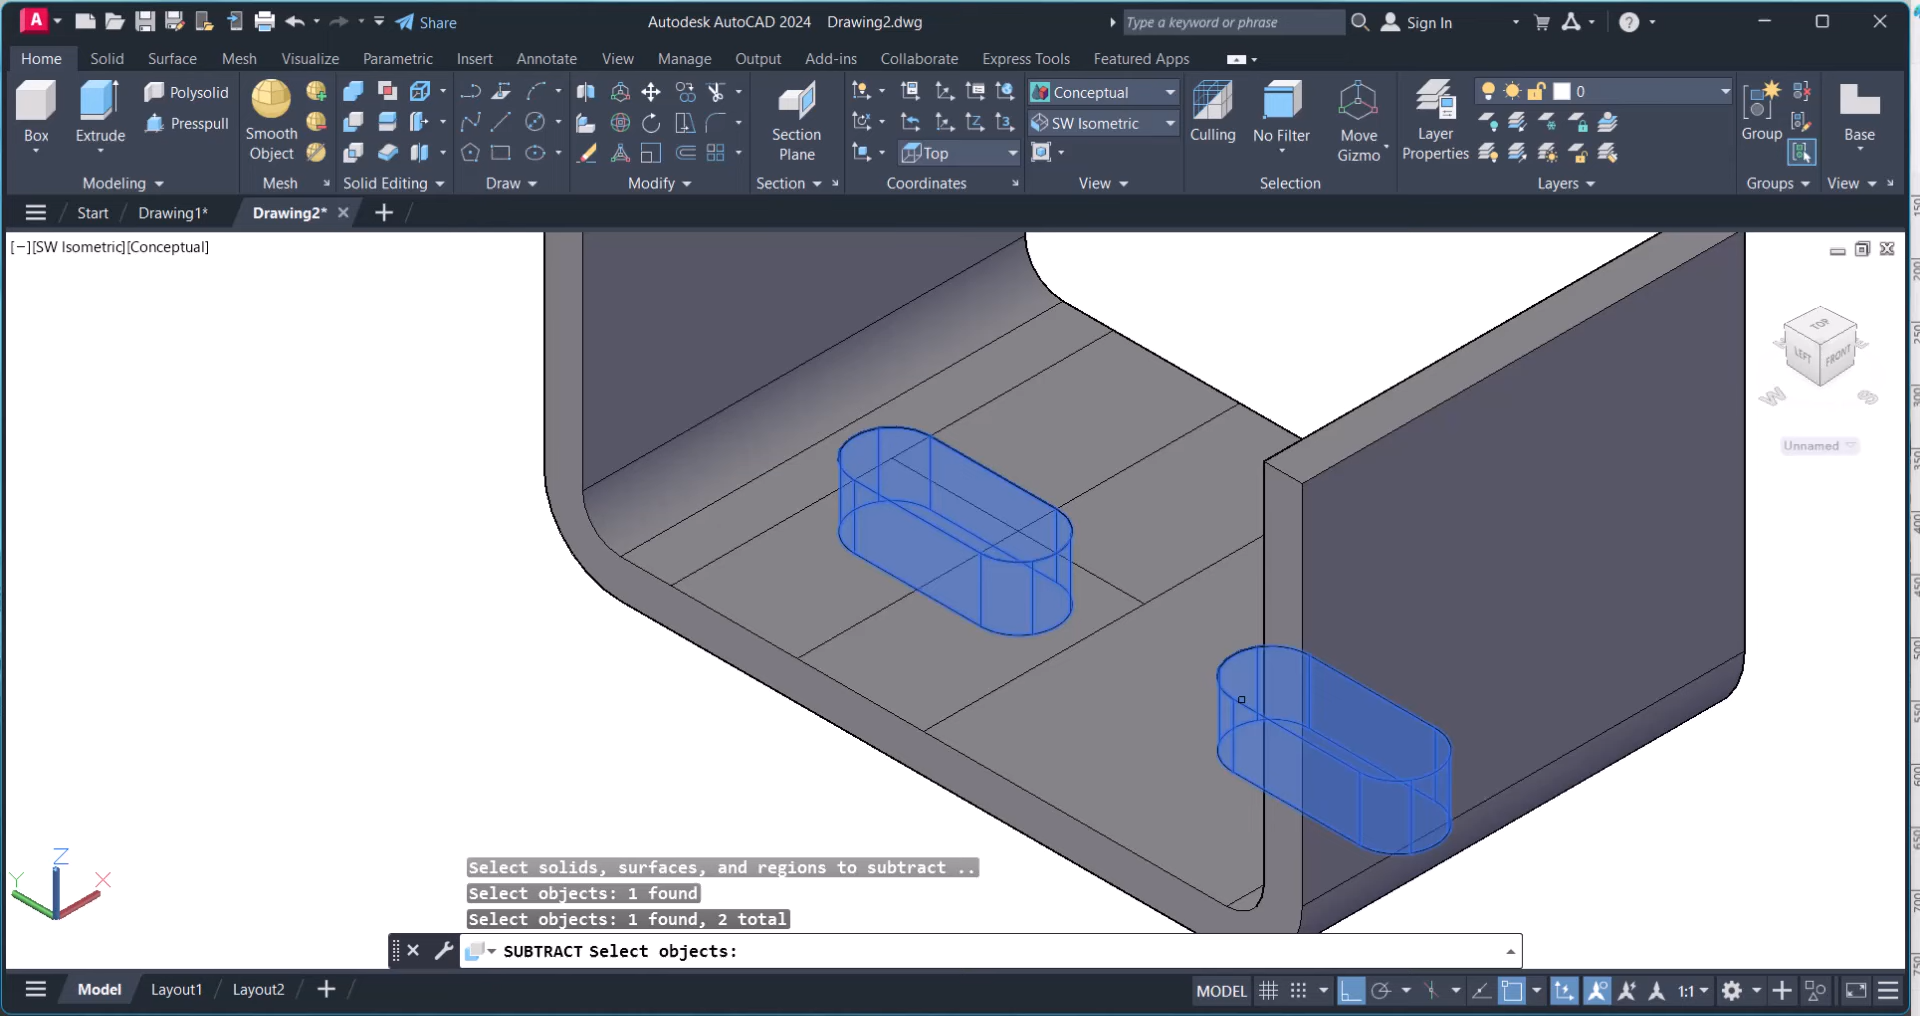 A
Share
Autodesk AutoCAD 2024 Drawing2.dwg
Type a keyword or phrase
Sign In
Home Solid Surface Mesh Visualize Parametric Insert Annotate View Manage Output Add-ins Collaborate Express Tools Featured Apps
Box
Extrude
Polysolid
Presspull
Smooth
Object
Section
Plane
Top
Conceptual
SW Isometric
Culling
No Filter
Move
Gizmo
Layer
Properties
0
Group
Base
Modeling Mesh Solid Editing Draw Modify Section Coordinates View Selection Layers Groups View
Start Drawing1* Drawing2*
[−][SW Isometric][Conceptual]
TOP
LEFT FRONT
W S
Unnamed
Z
Y X
Select solids, surfaces, and regions to subtract ..
Select objects: 1 found
Select objects: 1 found, 2 total
SUBTRACT Select objects:
Model Layout1 Layout2
MODEL 1:1